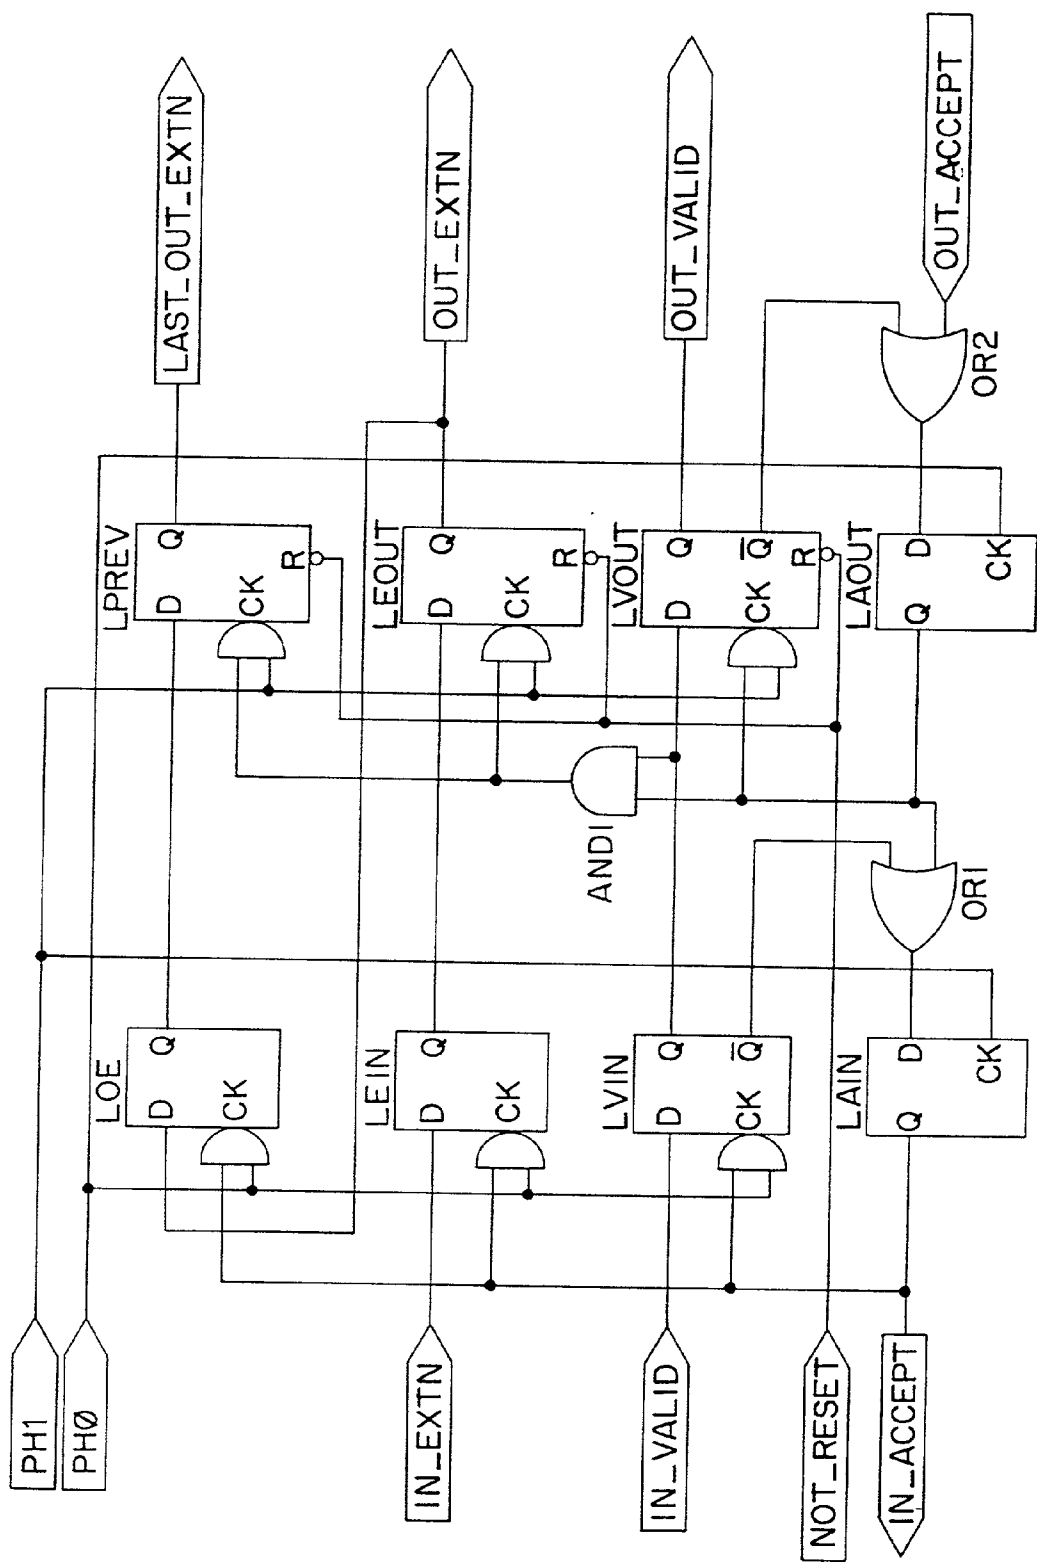 LAST_OUT_EXTN
OUT_EXTN
OUT_VALID
OUT_ACCEPT
OR2
LPREV
D
Q
CK
R
LEOUT
D
Q
CK
R
LVOUT
D
Q
CK
Q̅
R
LAOUT
Q
D
CK
AND1
OR1
LOE
D
Q
CK
LEIN
D
Q
CK
LVIN
D
Q
CK
Q̅
LAIN
Q
D
CK
PH1
PHØ
IN_EXTN
IN_VALID
NOT_RESET
IN_ACCEPT